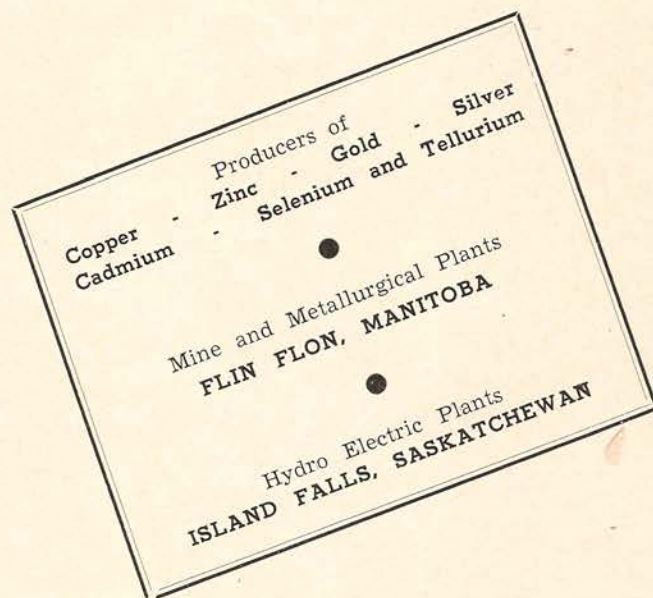 Producers of
Copper - Zinc - Gold - Silver
Cadmium - Selenium and Tellurium
Mine and Metallurgical Plants
FLIN FLON, MANITOBA
Hydro Electric Plants
ISLAND FALLS, SASKATCHEWAN